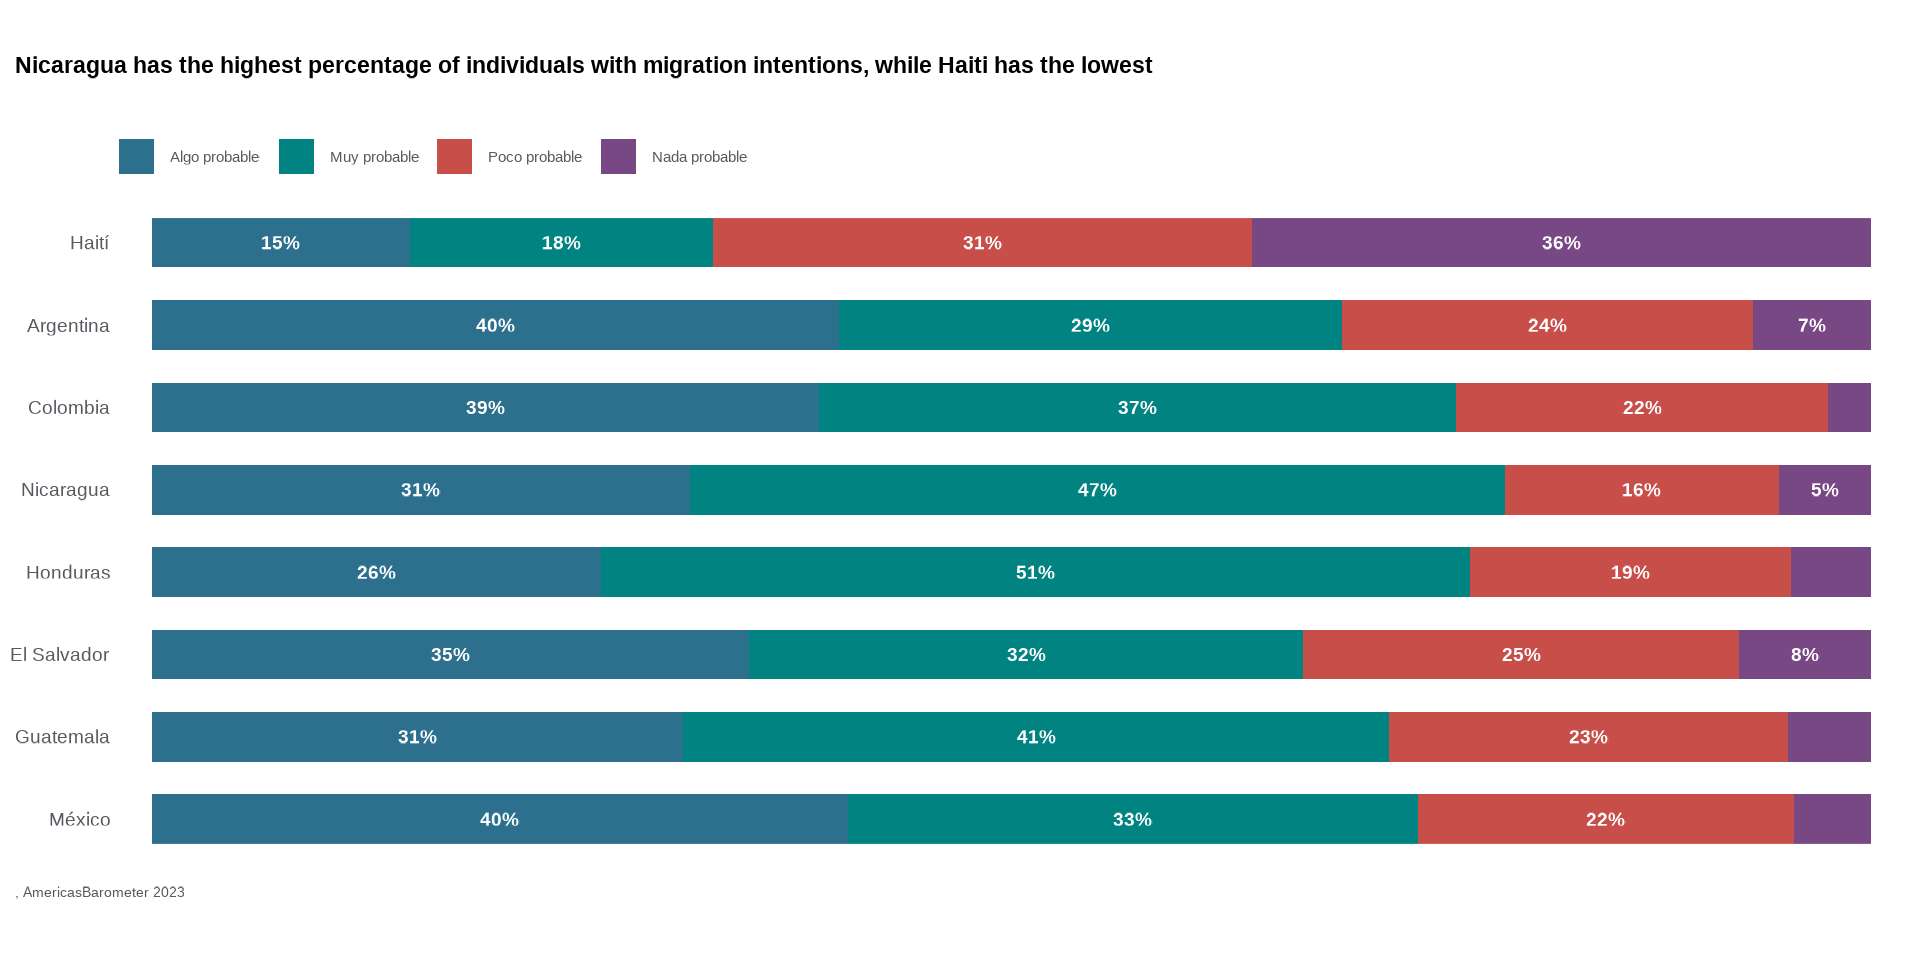 Nicaragua has the highest percentage of individuals with migration intentions, while Haiti has the lowest
Algo probable Muy probable Poco probable Nada probable
Haití 15% 18% 31% 36%
Argentina 40% 29% 24% 7%
Colombia 39% 37% 22%
Nicaragua 31% 47% 16% 5%
Honduras 26% 51% 19%
El Salvador 35% 32% 25% 8%
Guatemala 31% 41% 23%
México 40% 33% 22%
, AmericasBarometer 2023